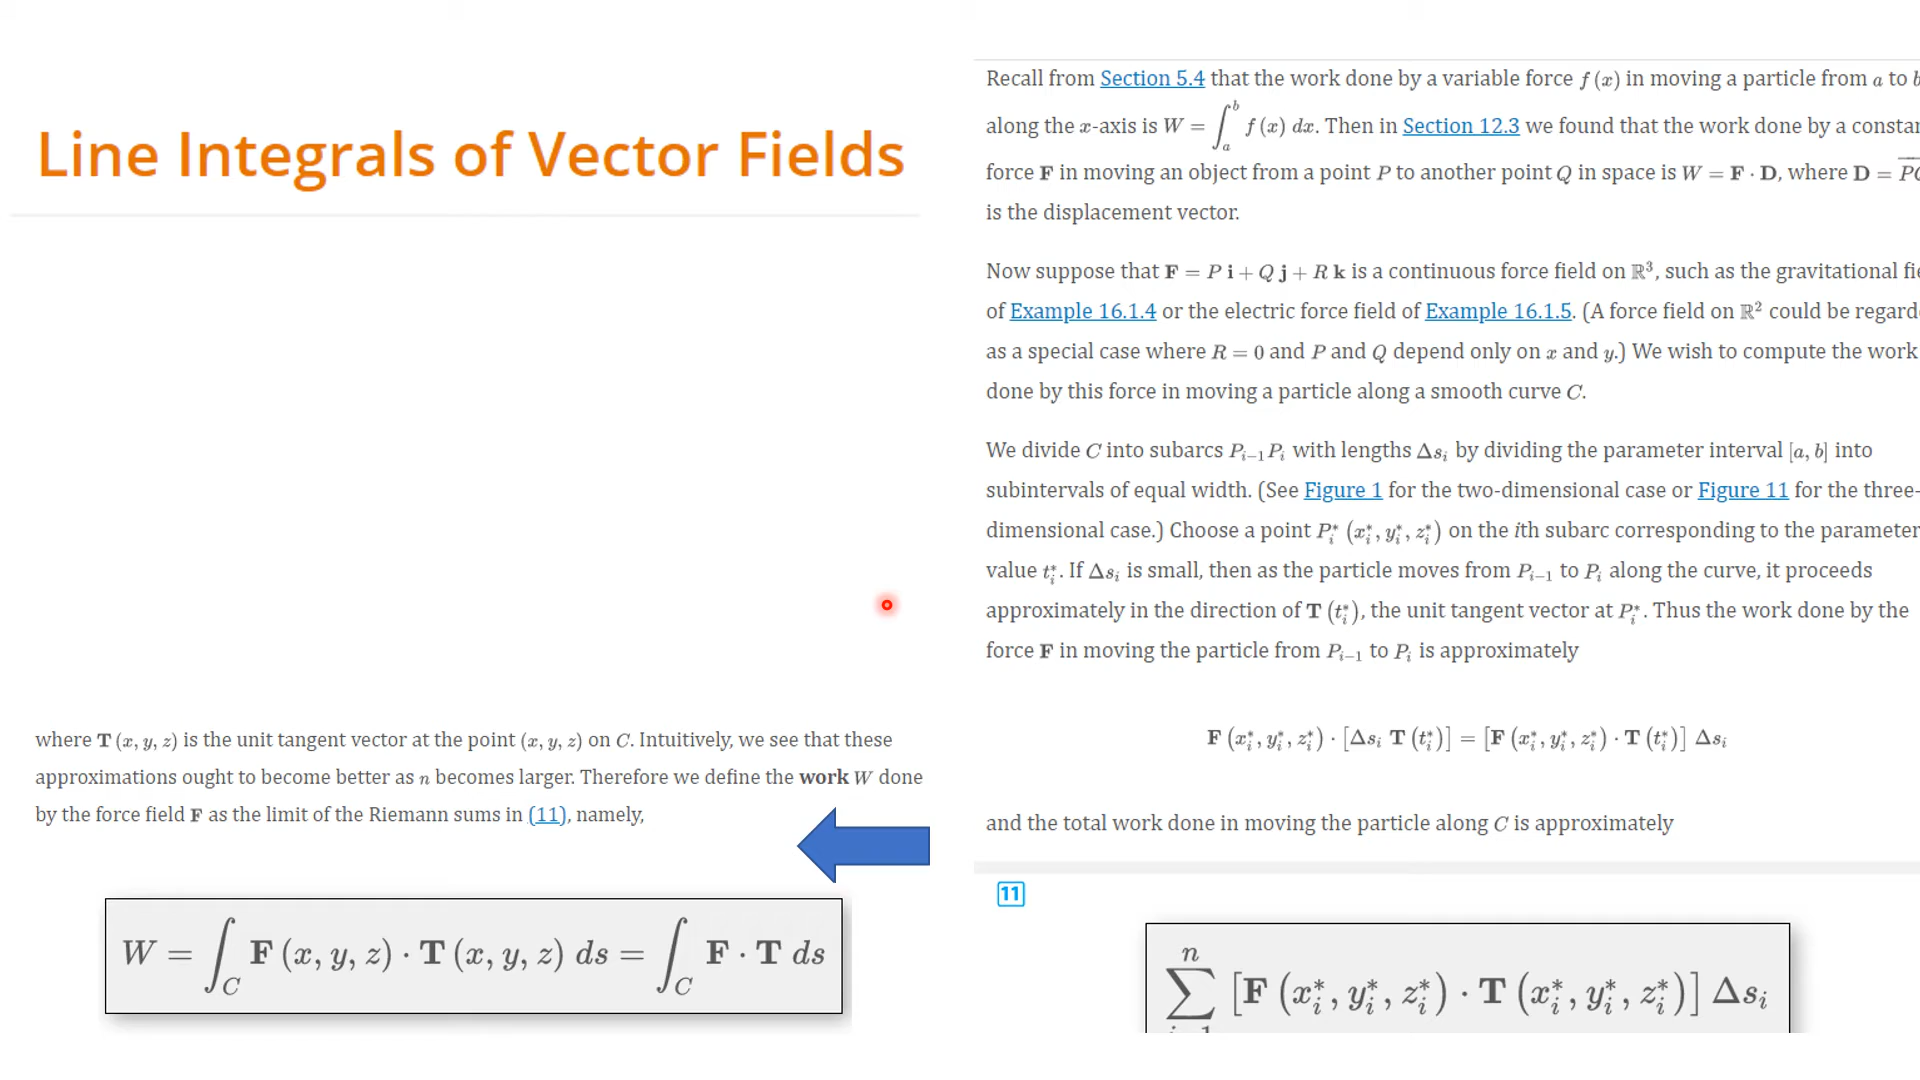 Line Integrals of Vector Fields
where T (x, y, z) is the unit tangent vector at the point (x, y, z) on C. Intuitively, we see that these
approximations ought to become better as n becomes larger. Therefore we define the work W done
by the force field F as the limit of the Riemann sums in (11), namely,
W = ∫_C F (x, y, z) · T (x, y, z) ds = ∫_C F · T ds
Recall from Section 5.4 that the work done by a variable force f (x) in moving a particle from a to b
along the x-axis is W = ∫_a^b f (x) dx. Then in Section 12.3 we found that the work done by a
force F in moving an object from a point P to another point Q in space is W = F · D, where D =
is the displacement vector.
Now suppose that F = P i + Q j + R k is a continuous force field on ℝ³, such as the gravitational
of Example 16.1.4 or the electric force field of Example 16.1.5. (A force field on ℝ² could be
as a special case where R = 0 and P and Q depend only on x and y.) We wish to compute the work
done by this force in moving a particle along a smooth curve C.
We divide C into subarcs P_{i−1}P_i with lengths Δs_i by dividing the parameter interval [a, b] into
subintervals of equal width. (See Figure 1 for the two-dimensional case or Figure 11 for the three-
dimensional case.) Choose a point P_i^* (x_i^*, y_i^*, z_i^*) on the ith subarc corresponding to the parameter
value t_i^*. If Δs_i is small, then as the particle moves from P_{i−1} to P_i along the curve, it proceeds
approximately in the direction of T (t_i^*), the unit tangent vector at P_i^*. Thus the work done by the
force F in moving the particle from P_{i−1} to P_i is approximately
F (x_i^*, y_i^*, z_i^*) · [Δs_i T (t_i^*)] = [F (x_i^*, y_i^*, z_i^*) · T (t_i^*)] Δs_i
and the total work done in moving the particle along C is approximately
11
∑^n [F (x_i^*, y_i^*, z_i^*) · T (x_i^*, y_i^*, z_i^*)] Δs_i